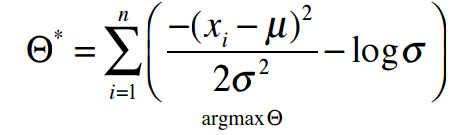 Θ* = Σ_{i=1}^{n} ( −(x_i − μ)² / 2σ² − log σ )
argmax Θ